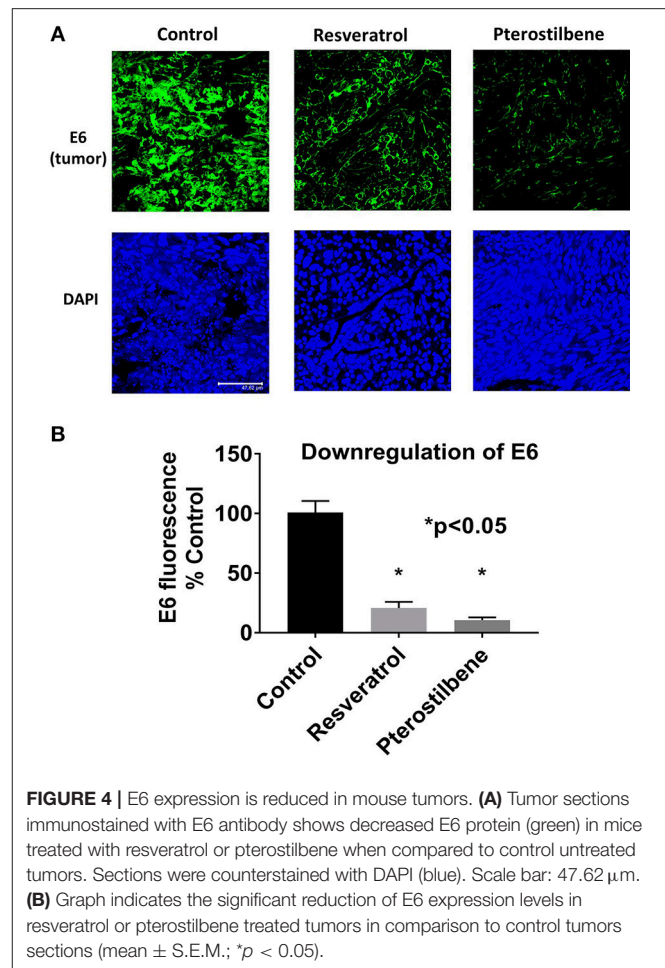 A
Control Resveratrol Pterostilbene
E6
(tumor)
DAPI
47.62 µm
B
Downregulation of E6
E6 fluorescence
% Control
150
100
50
0
*p<0.05
* *
Control
Resveratrol
Pterostilbene
FIGURE 4 | E6 expression is reduced in mouse tumors. (A) Tumor sections
immunostained with E6 antibody shows decreased E6 protein (green) in mice
treated with resveratrol or pterostilbene when compared to control untreated
tumors. Sections were counterstained with DAPI (blue). Scale bar: 47.62 µm.
(B) Graph indicates the significant reduction of E6 expression levels in
resveratrol or pterostilbene treated tumors in comparison to control tumors
sections (mean ± S.E.M.; *p < 0.05).